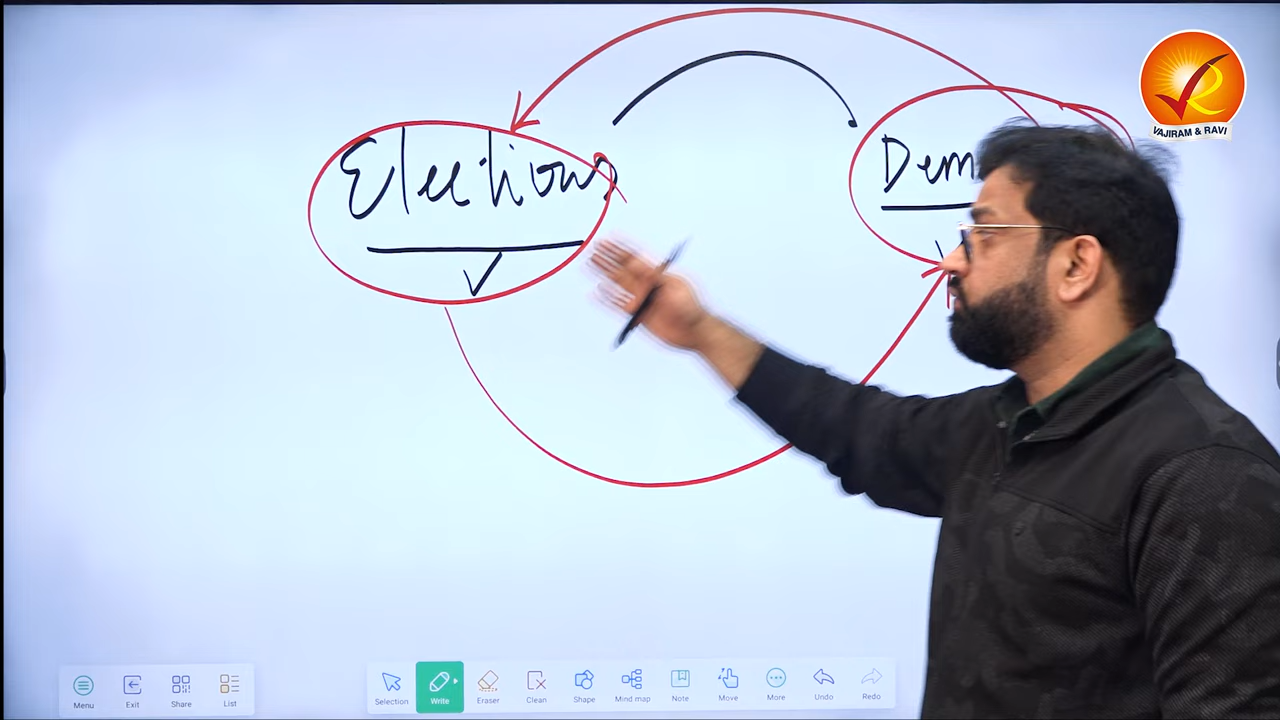 Elections
Dem
VAJIRAM & RAVI
Menu
Exit
Share
List
Selection
Write
Eraser
Clean
Shape
Mind map
Note
Move
More
Undo
Redo